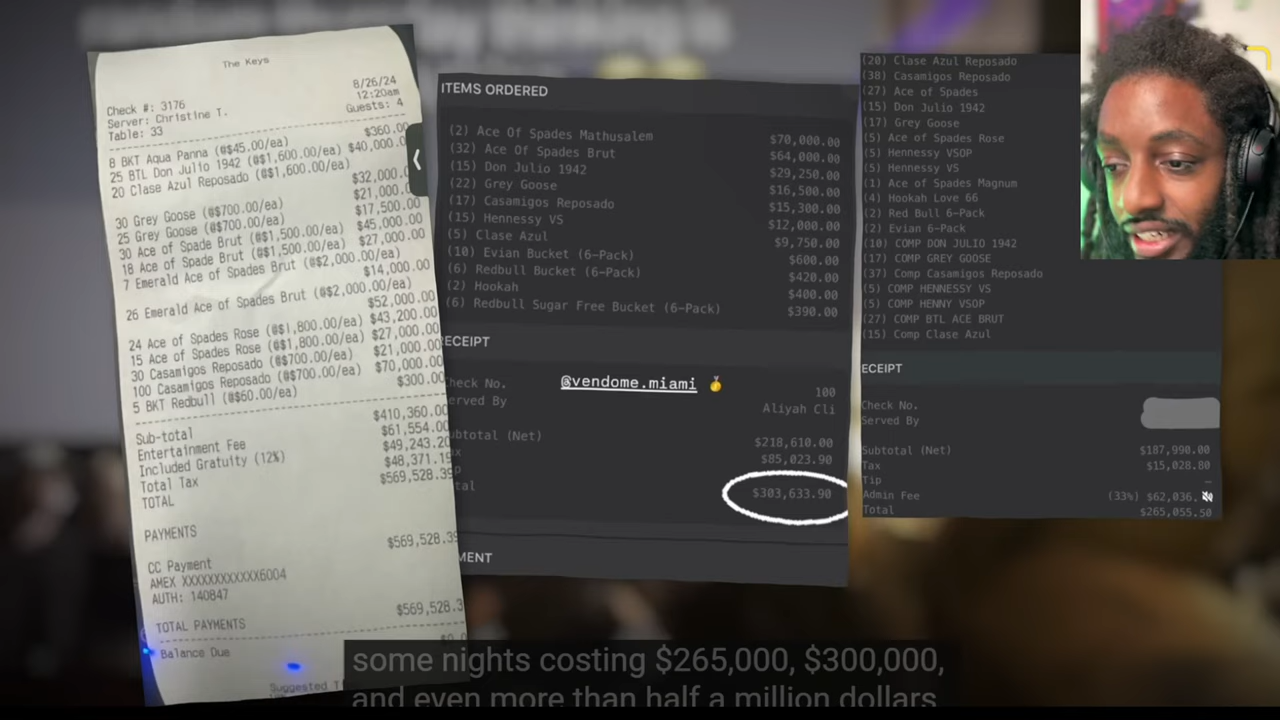 The Keys
8/26/24
Check #: 3176
12:20am
Server: Christine T.
Guests: 4
Table: 33
8 BKT Aqua Panna (@$45.00/ea) $360.00
25 BTL Don Julio 1942 (@$1,600.00/ea) $40,000.0
20 Clase Azul Reposado (@$1,600.00/ea)
$32,000.0
30 Grey Goose (@$700.00/ea) $21,000.
25 Grey Goose (@$700.00/ea) $17,500.00
30 Ace of Spade Brut (@$1,500.00/ea) $45,000.00
18 Ace of Spade Brut (@$1,500.00/ea) $27,000.00
7 Emerald Ace of Spades Brut (@$2,000.00/ea)
$14,000.00
26 Emerald Ace of Spades Brut (@$2,000.00/ea)
$52,000.00
24 Ace of Spades Rose (@$1,800.00/ea) $43,200.00
15 Ace of Spades Rose (@$1,800.00/ea) $27,000.00
30 Casamigos Reposado (@$700.00/ea) $21,000.00
100 Casamigos Reposado (@$700.00/ea) $70,000.00
5 BKT Redbull (@$60.00/ea) $300.00
Sub-total $410,360.00
Entertainment Fee $61,554.00
Included Gratuity (12%) $49,243.20
Total Tax $48,371.19
TOTAL $569,528.39
PAYMENTS
CC Payment $569,528.39
AMEX XXXXXXXXXXXX6004
AUTH: 140847
TOTAL PAYMENTS $569,528.3
Balance Due
Suggested T
ITEMS ORDERED
(2) Ace Of Spades Mathusalem $70,000.00
(32) Ace Of Spades Brut $64,000.00
(15) Don Julio 1942 $29,250.00
(22) Grey Goose $16,500.00
(17) Casamigos Reposado $15,300.00
(15) Hennessy VS $12,000.00
(5) Clase Azul $9,750.00
(10) Evian Bucket (6-Pack) $600.00
(6) Redbull Bucket (6-Pack) $420.00
(2) Hookah $400.00
(6) Redbull Sugar Free Bucket (6-Pack) $390.00
RECEIPT
@vendome.miami
heck No. 100
erved By Aliyah Cli
ubtotal (Net) $218,610.00
x $85,023.90
p
tal $303,633.90
MENT
(20) Clase Azul Reposado
(38) Casamigos Reposado
(27) Ace of Spades
(15) Don Julio 1942
(17) Grey Goose
(5) Ace of Spades Rose
(5) Hennessy VSOP
(5) Hennessy VS
(1) Ace of Spades Magnum
(4) Hookah Love 66
(2) Red Bull 6-Pack
(2) Evian 6-Pack
(10) COMP DON JULIO 1942
(17) COMP GREY GOOSE
(37) Comp Casamigos Reposado
(5) COMP HENNESSY VS
(5) COMP HENNY VSOP
(27) COMP BTL ACE BRUT
(15) Comp Clase Azul
ECEIPT
Check No.
Served By
Subtotal (Net) $187,990.00
Tax $15,028.80
Tip –
Admin Fee (33%) $62,036.
Total $265,055.50
some nights costing $265,000, $300,000,
and even more than half a million dollars